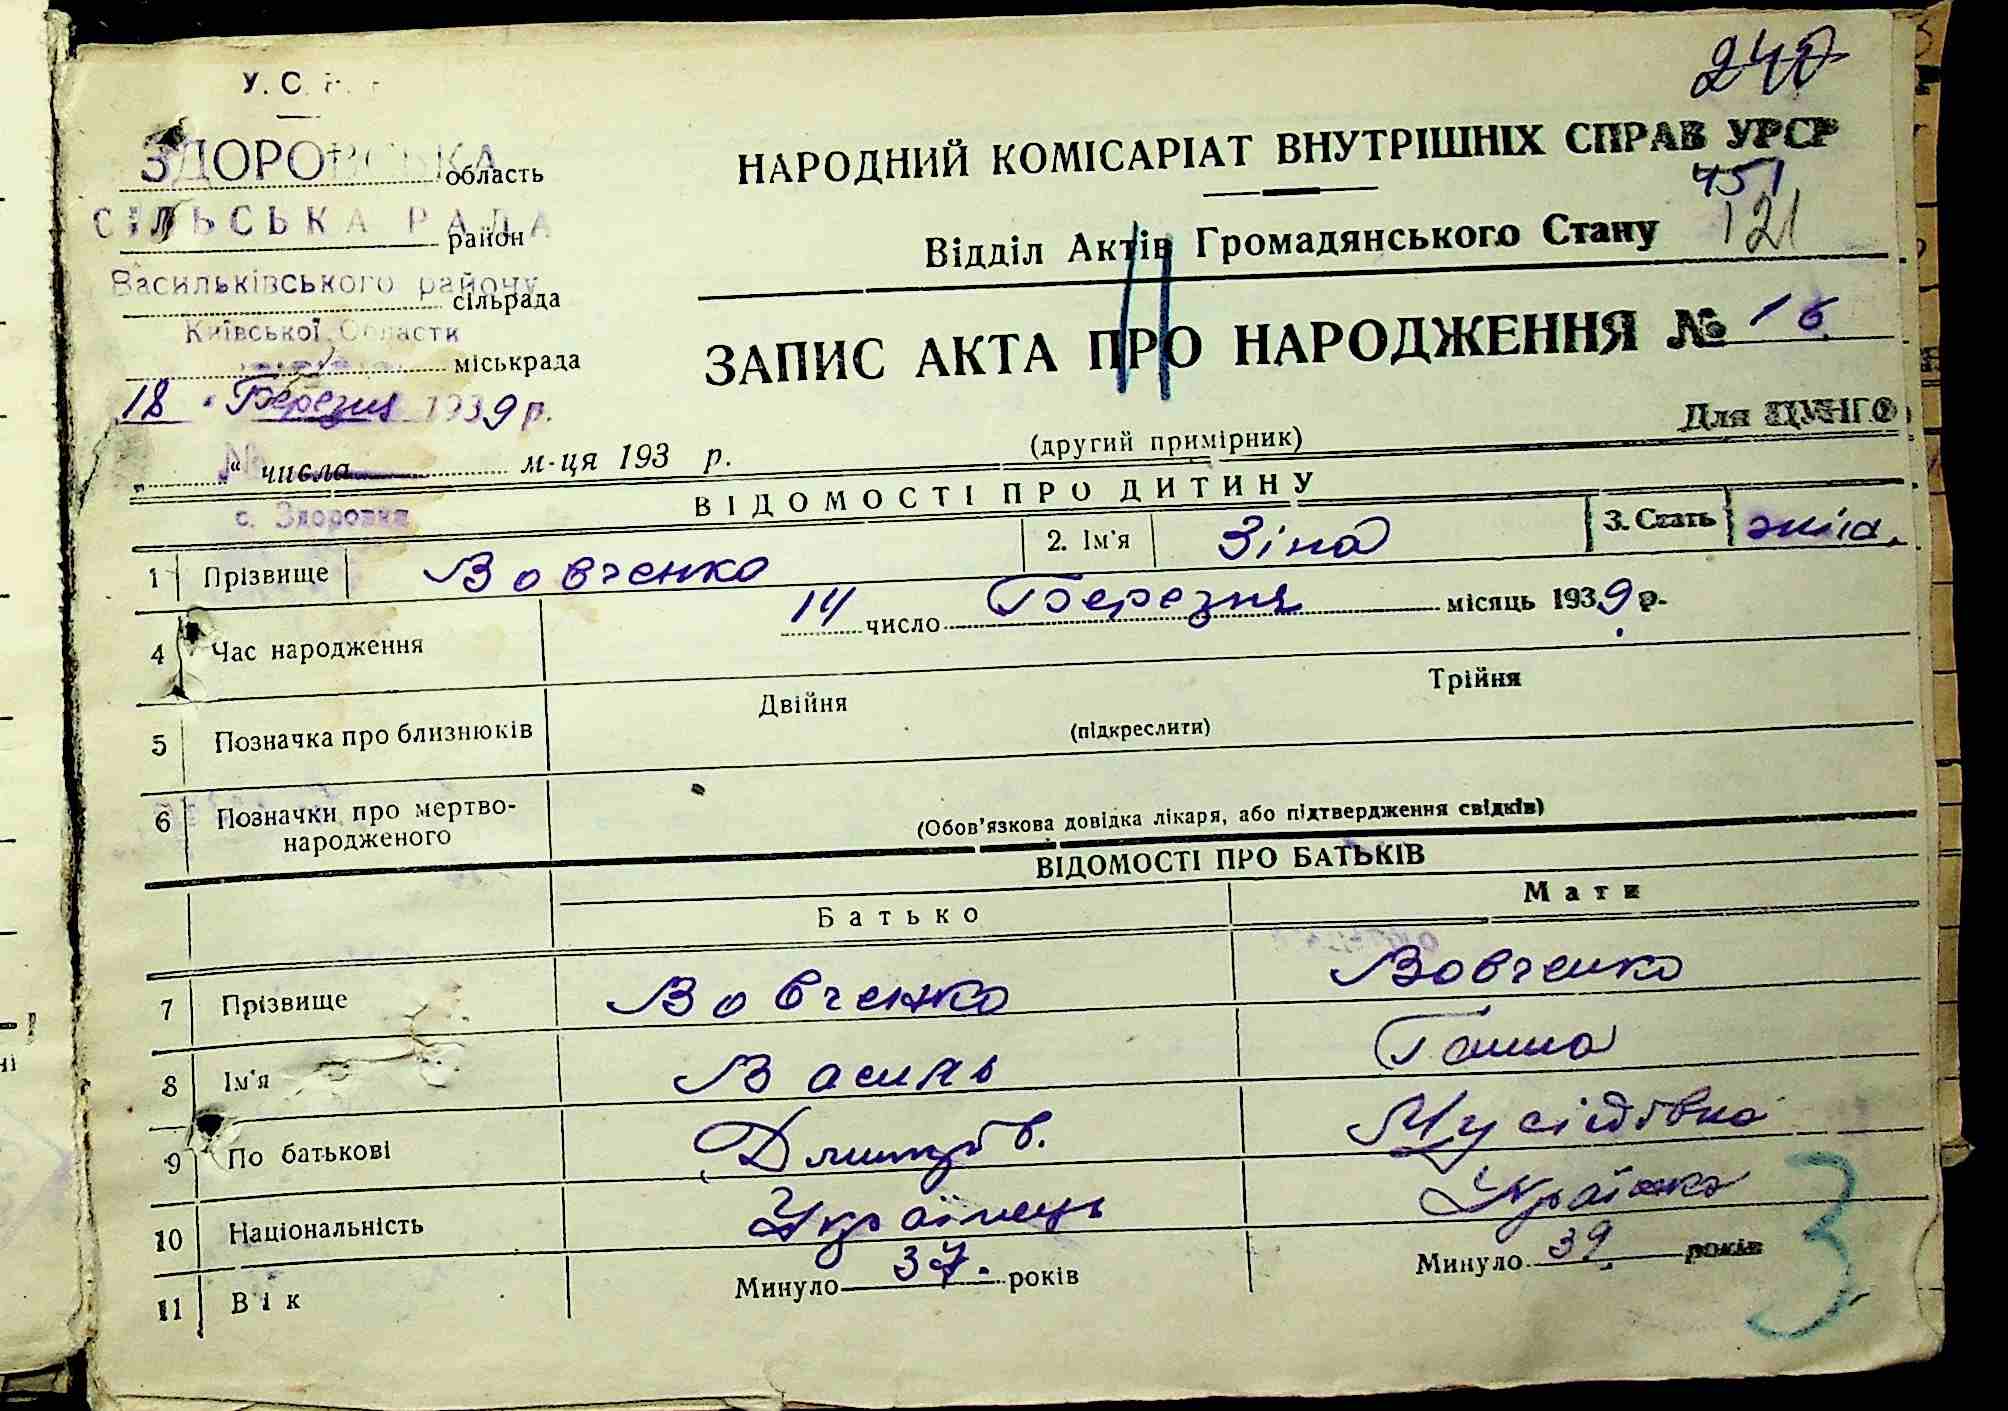 У. С.
247
ЗДОРОВСЬКА область
НАРОДНИЙ КОМІСАРІАТ ВНУТРІШНІХ СПРАВ УРСР
СІЛЬСЬКА РАДА район
451
Відділ Актів Громадянського Стану 121
Васильківського району сільрада
Київської Області
міськрада
ЗАПИС АКТА ПРО НАРОДЖЕННЯ № 16
11
18 Березня 1939 р.
Для ЦУНГО
„ “ числа м-ця 193 р. (другий примірник)
с. Здоровка
ВІДОМОСТІ ПРО ДИТИНУ
1 Прізвище Вовченко 2. Ім'я Зіна 3. Стать жіно.
4 Час народження 14 число Березня місяць 1939 р.
5 Позначка про близнюків Двійня Трійня
(підкреслити)
6 Позначки про мертво-
народженого (Обов'язкова довідка лікаря, або підтвердження свідків)
ВІДОМОСТІ ПРО БАТЬКІВ
Батько Мати
7 Прізвище Вовченко Вовченко
8 Ім'я Василь Ганна
9 По батькові Дмитров. Мусіївна
10 Національність Українець Українка
11 Вік Минуло 37. років Минуло 39 років
3